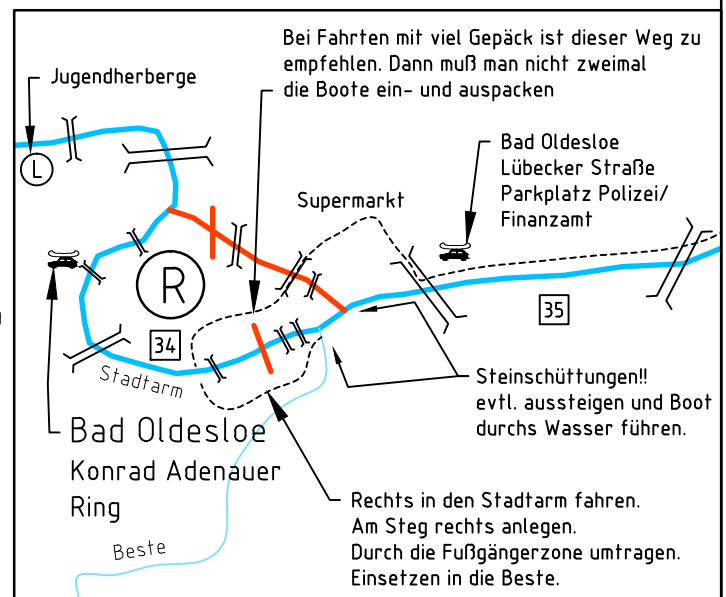 Bei Fahrten mit viel Gepäck ist dieser Weg zu
empfehlen. Dann muß man nicht zweimal
die Boote ein- und auspacken
Jugendherberge
L
Bad Oldesloe
Lübecker Straße
Parkplatz Polizei/
Finanzamt
Supermarkt
R
35
34
Stadtarm
Steinschüttungen!!
evtl. aussteigen und Boot
durchs Wasser führen.
Bad Oldesloe
Konrad Adenauer
Ring
Rechts in den Stadtarm fahren.
Am Steg rechts anlegen.
Durch die Fußgängerzone umtragen.
Einsetzen in die Beste.
Beste